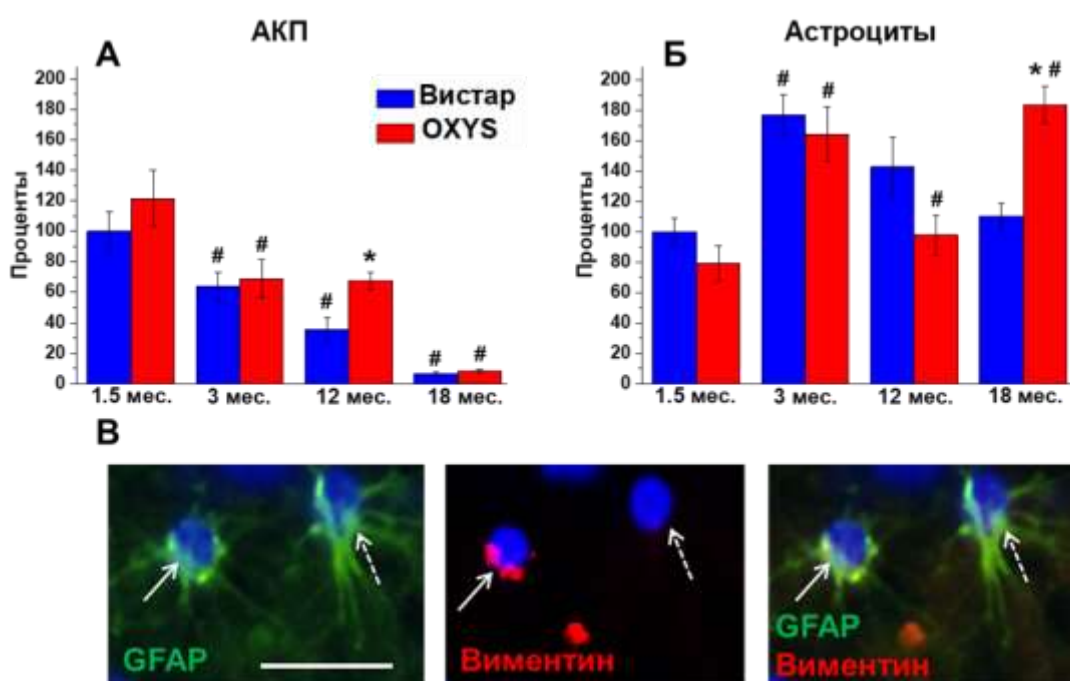 АКП
А
200
180
160
140
120
100
80
60
40
20
0
Проценты
Вистар
OXYS
#
#
#
*
#
#
1.5 мес.
3 мес.
12 мес.
18 мес.
Астроциты
Б
200
180
160
140
120
100
80
60
40
20
0
Проценты
#
#
#
* #
1.5 мес.
3 мес.
12 мес.
18 мес.
В
GFAP
Виментин
GFAP
Виментин